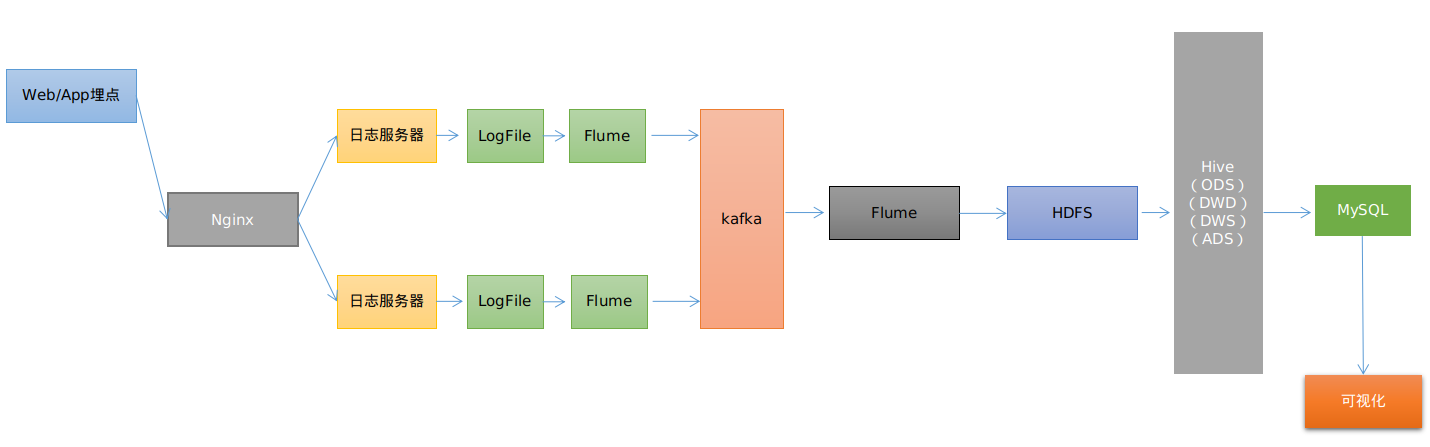 Web/App埋点
Nginx
日志服务器
LogFile
Flume
日志服务器
LogFile
Flume
kafka
Flume
HDFS
Hive
（ODS）
（DWD）
（DWS）
（ADS）
MySQL
可视化